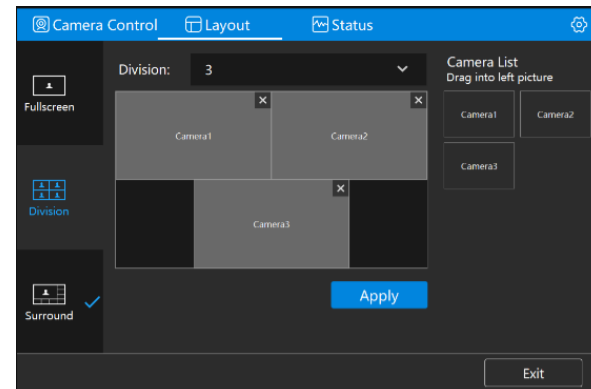 Camera Control
Layout
Status
Fullscreen
Division
Surround
Division:
3
Camera1
Camera2
Camera3
Apply
Camera List
Drag into left picture
Camera1
Camera2
Camera3
Exit